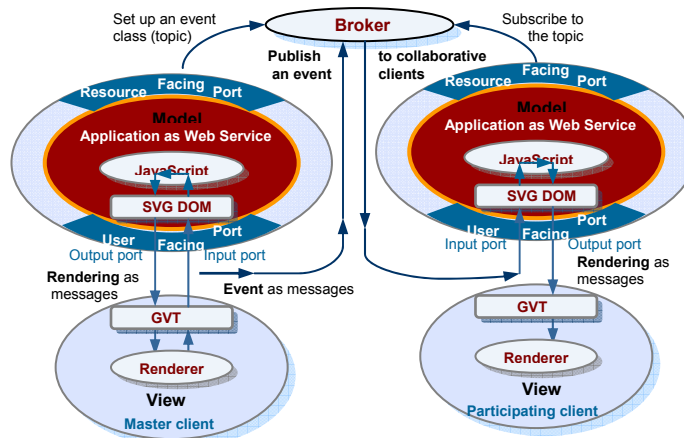 Set up an event
class (topic)
Broker
Subscribe to
the topic
Publish
an event
to collaborative
clients
Resource Facing Port
Model
Application as Web Service
JavaScript
SVG DOM
User Facing Port
Output port
Input port
Rendering as
messages
Event as messages
GVT
Renderer
View
Master client
Resource Facing Port
Model
Application as Web Service
JavaScript
SVG DOM
User Facing Port
Input port
Output port
Rendering as
messages
GVT
Renderer
View
Participating client